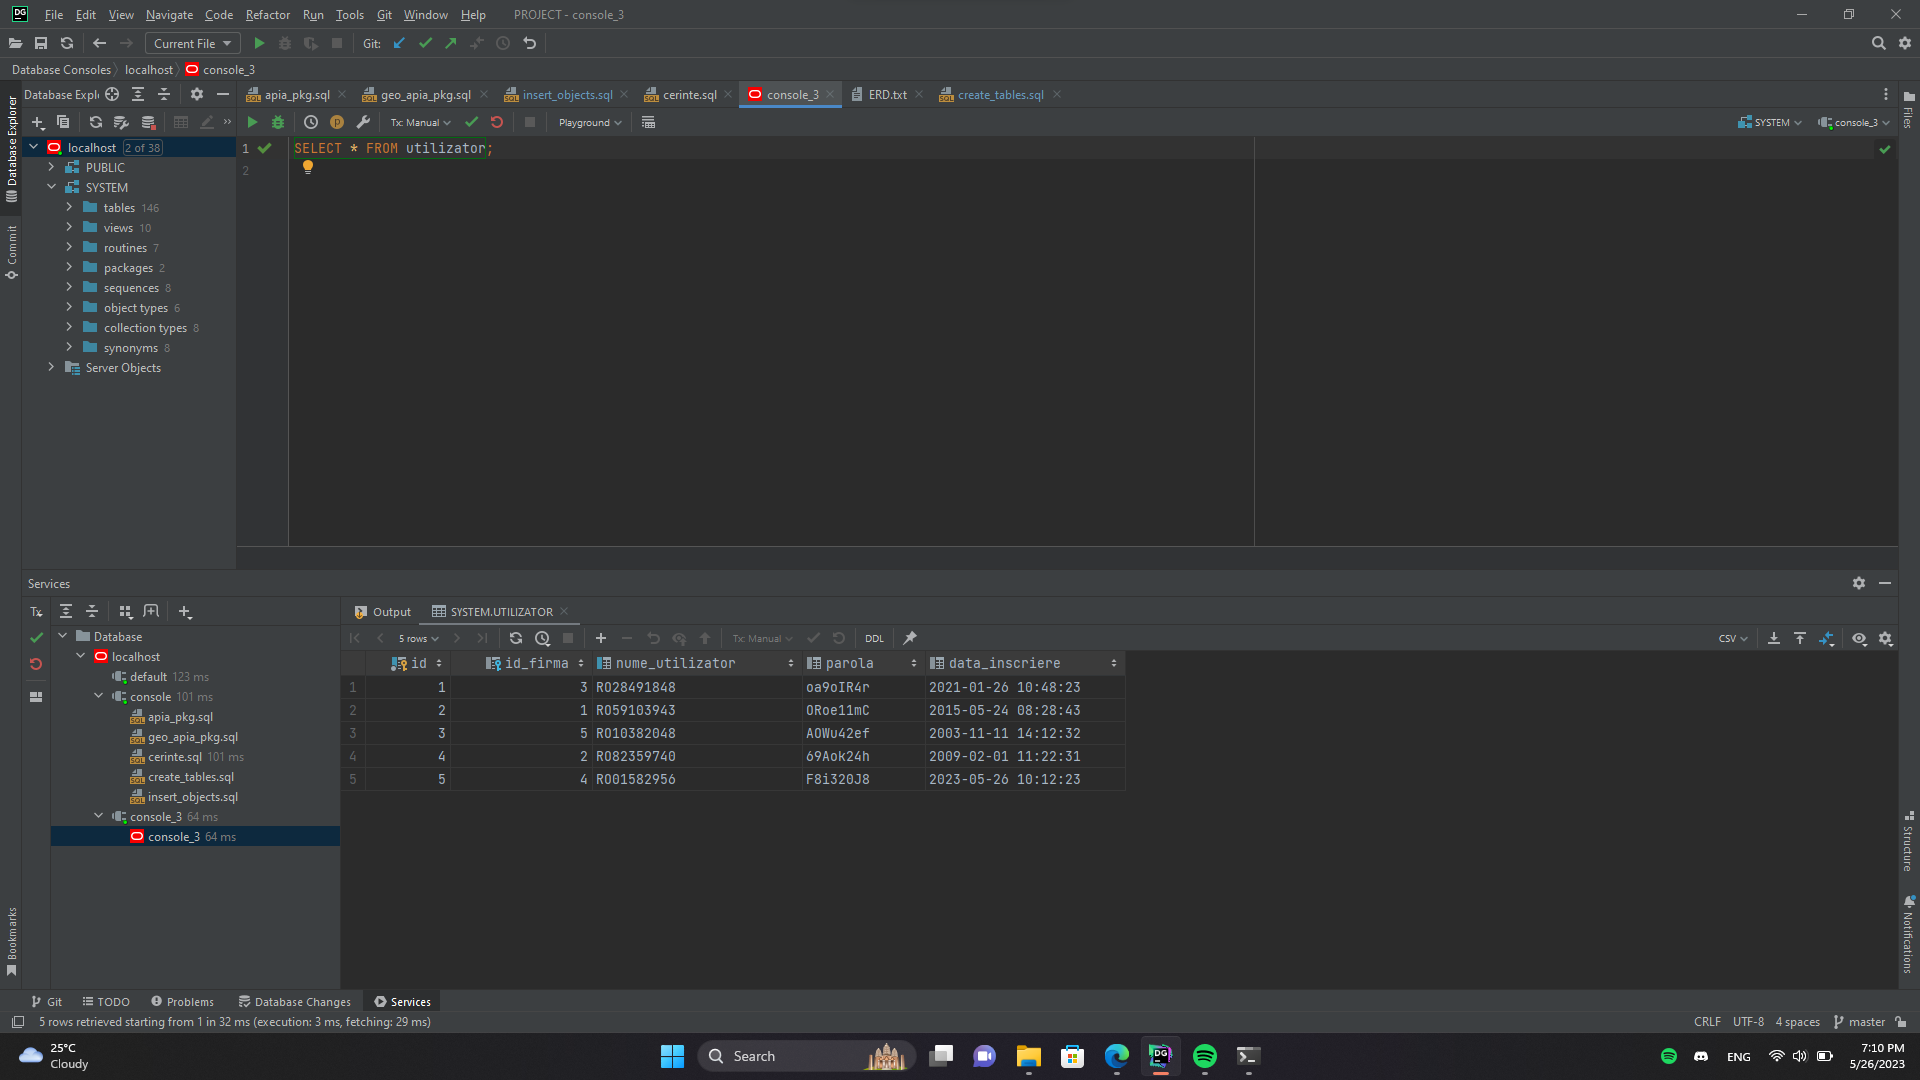 DG File Edit View Navigate Code Refactor Run Tools Git Window Help PROJECT - console_3
Current File Git:
Database Consoles localhost console_3
Database Expl apia_pkg.sql geo_apia_pkg.sql insert_objects.sql cerinte.sql console_3 ERD.txt create_tables.sql
Tx: Manual Playground SYSTEM console_3
Database Explorer
Commit
Bookmarks
Files
Structure
Notifications
localhost 2 of 38
PUBLIC
SYSTEM
tables 146
views 10
routines 7
packages 2
sequences 8
object types 6
collection types 8
synonyms 8
Server Objects
1 SELECT * FROM utilizator;
2
Services
Tx
Output SYSTEM.UTILIZATOR
5 rows Tx: Manual DDL CSV
Database
localhost
default 123 ms
console 101 ms
apia_pkg.sql
geo_apia_pkg.sql
cerinte.sql 101 ms
create_tables.sql
insert_objects.sql
console_3 64 ms
console_3 64 ms
id id_firma nume_utilizator parola data_inscriere
1 1 3 RO28491848 oa9oIR4r 2021-01-26 10:48:23
2 2 1 RO59103943 ORoe11mC 2015-05-24 08:28:43
3 3 5 RO10382048 AOWu42ef 2003-11-11 14:12:32
4 4 2 RO82359740 69Aok24h 2009-02-01 11:22:31
5 5 4 RO01582956 F8i320J8 2023-05-26 10:12:23
Git TODO Problems Database Changes Services
5 rows retrieved starting from 1 in 32 ms (execution: 3 ms, fetching: 29 ms) CRLF UTF-8 4 spaces master
25°C
Cloudy
Search
DG
ENG
7:10 PM
5/26/2023